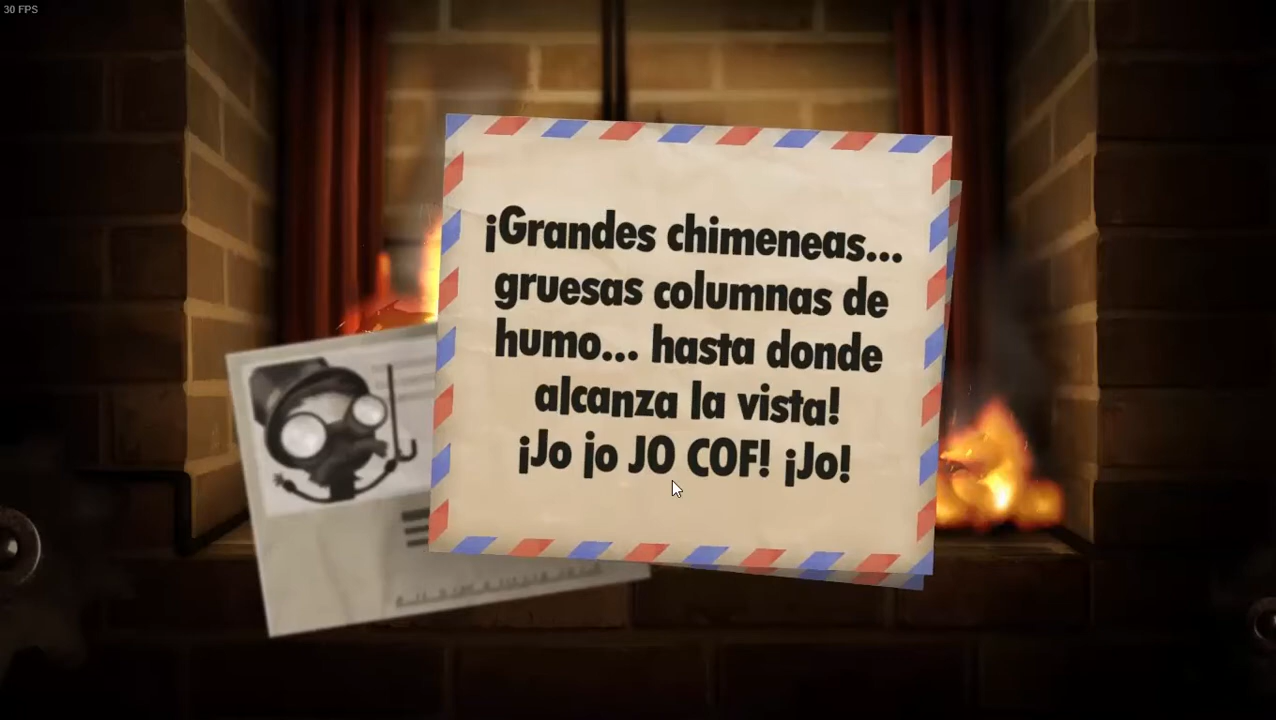 30 FPS
¡Grandes chimeneas...
gruesas columnas de
humo... hasta donde
alcanza la vista!
¡Jo jo JO COF! ¡Jo!